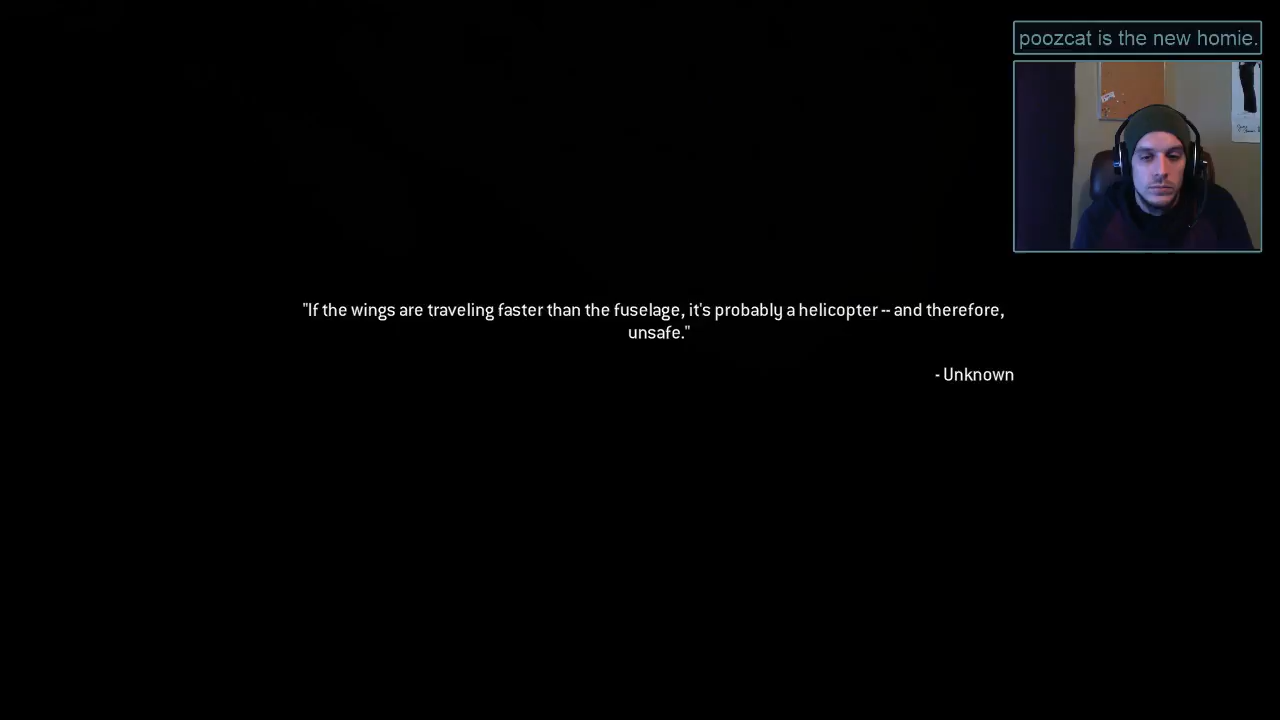 poozcat is the new homie.
"If the wings are traveling faster than the fuselage, it's probably a helicopter -- and therefore,
unsafe."
- Unknown